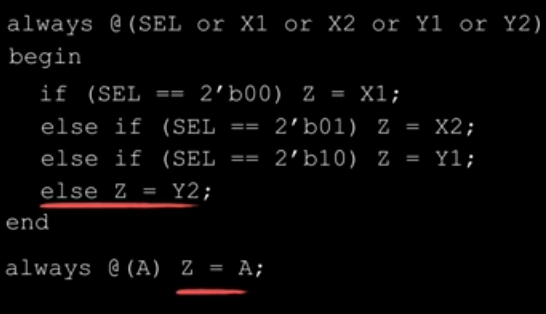 always @(SEL or X1 or X2 or Y1 or Y2)
begin
if (SEL == 2’b00) Z = X1;
else if (SEL == 2’b01) Z = X2;
else if (SEL == 2’b10) Z = Y1;
else Z = Y2;
end
always @(A) Z = A;